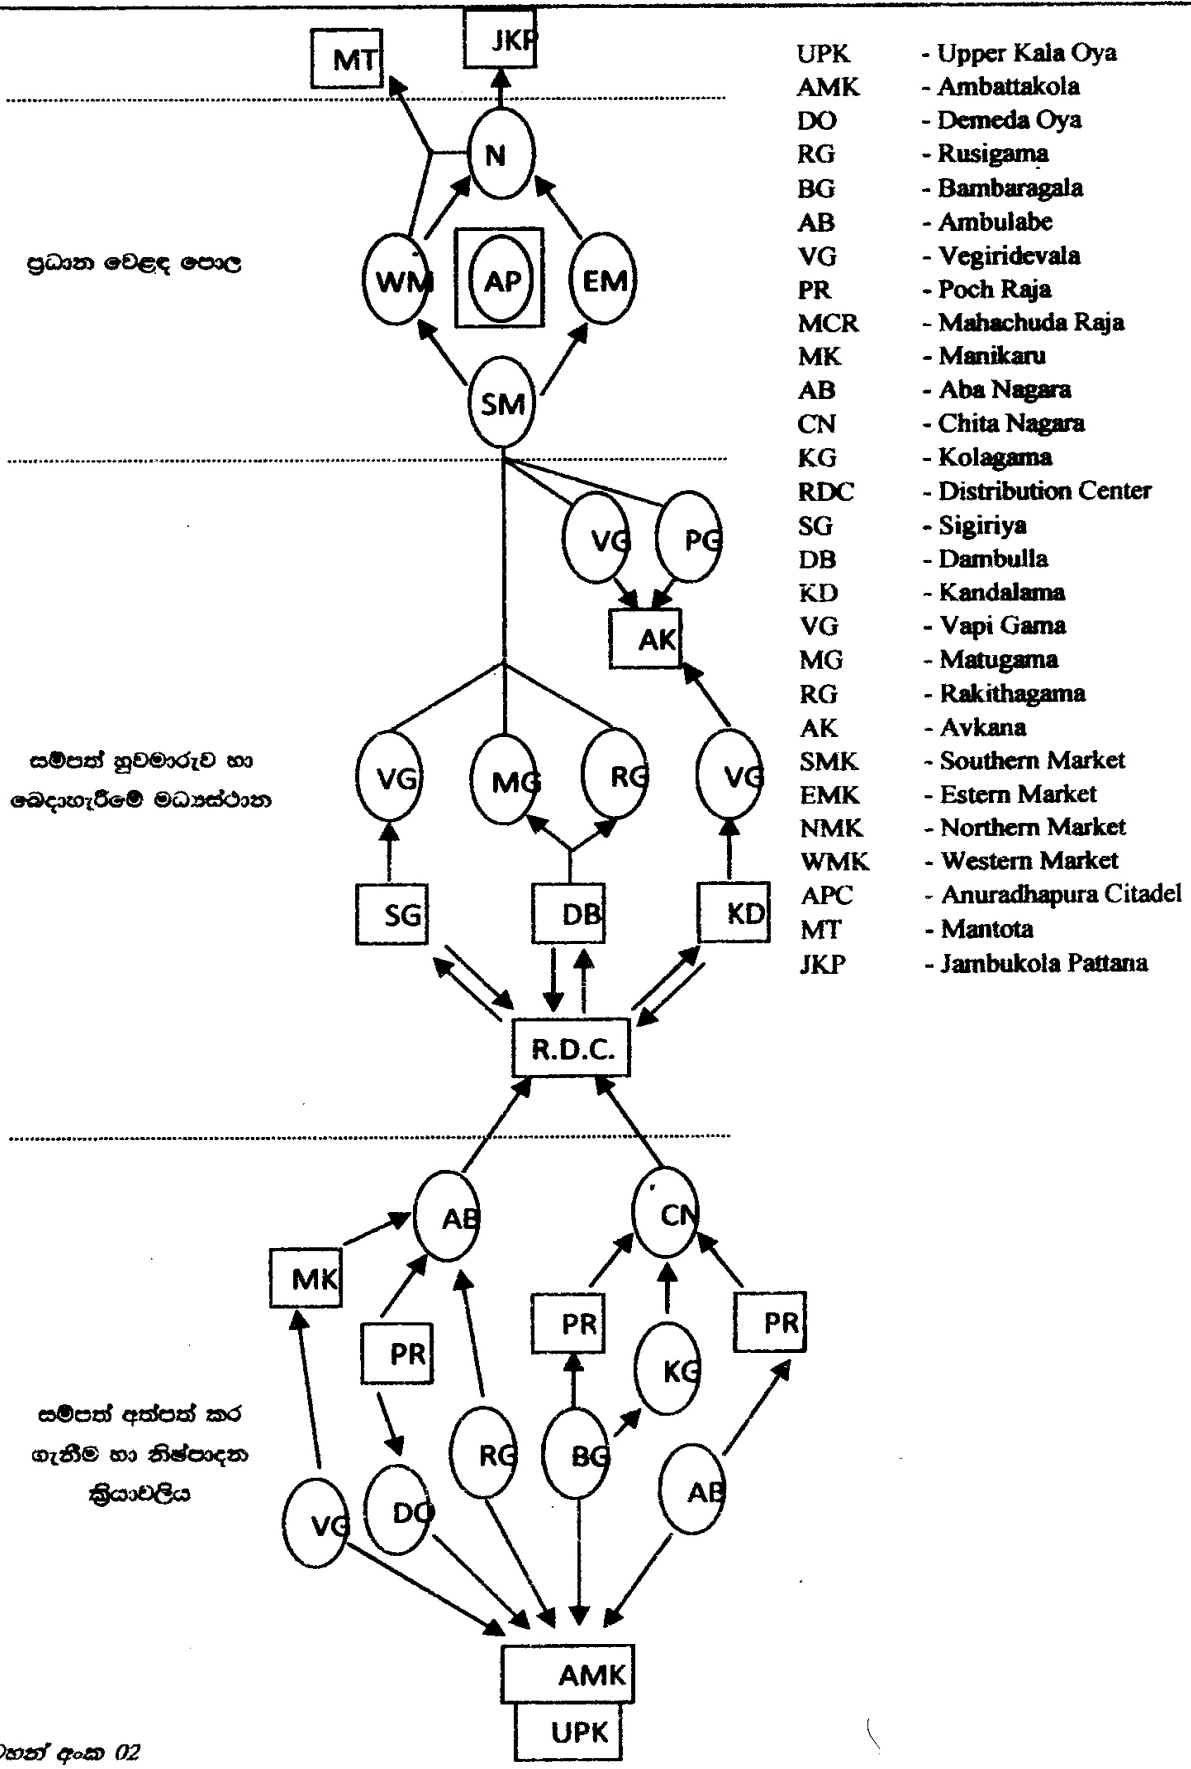 JKP
MT
N
ප්‍රධාන වෙළඳ පොල
WM
AP
EM
SM
VG
PG
AK
සම්පත් හුවමාරුව හා
බෙදාහැරීමේ මධ්‍යස්ථාන
VG
MG
RG
VG
SG
DB
KD
R.D.C.
AB
CN
MK
PR
PR
PR
KG
සම්පත් අත්පත් කර
ගැනීම හා නිෂ්පාදන
ක්‍රියාවලිය
RG
BG
AB
VG
DO
AMK
UPK
UPK - Upper Kala Oya
AMK - Ambattakola
DO - Demeda Oya
RG - Rusigama
BG - Bambaragala
AB - Ambulabe
VG - Vegiridevala
PR - Poch Raja
MCR - Mahachuda Raja
MK - Manikaru
AB - Aba Nagara
CN - Chita Nagara
KG - Kolagama
RDC - Distribution Center
SG - Sigiriya
DB - Dambulla
KD - Kandalama
VG - Vapi Gama
MG - Matugama
RG - Rakithagama
AK - Avkana
SMK - Southern Market
EMK - Estern Market
NMK - Northern Market
WMK - Western Market
APC - Anuradhapura Citadel
MT - Mantota
JKP - Jambukola Pattana
අංක 02